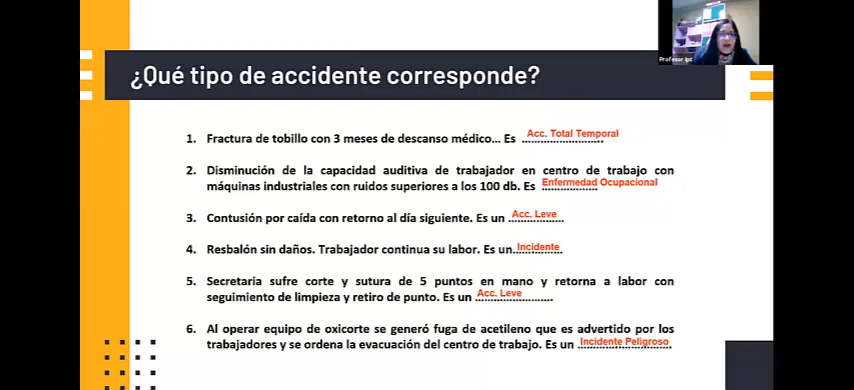 Profesor Ipc
¿Qué tipo de accidente corresponde?
1. Fractura de tobillo con 3 meses de descanso médico... Es Acc. Total Temporal
2. Disminución de la capacidad auditiva de trabajador en centro de trabajo con
máquinas industriales con ruidos superiores a los 100 db. Es Enfermedad Ocupacional
3. Contusión por caída con retorno al día siguiente. Es un Acc. Leve
4. Resbalón sin daños. Trabajador continua su labor. Es un Incidente
5. Secretaria sufre corte y sutura de 5 puntos en mano y retorna a labor con
seguimiento de limpieza y retiro de punto. Es un Acc. Leve
6. Al operar equipo de oxicorte se generó fuga de acetileno que es advertido por los
trabajadores y se ordena la evacuación del centro de trabajo. Es un Incidente Peligroso